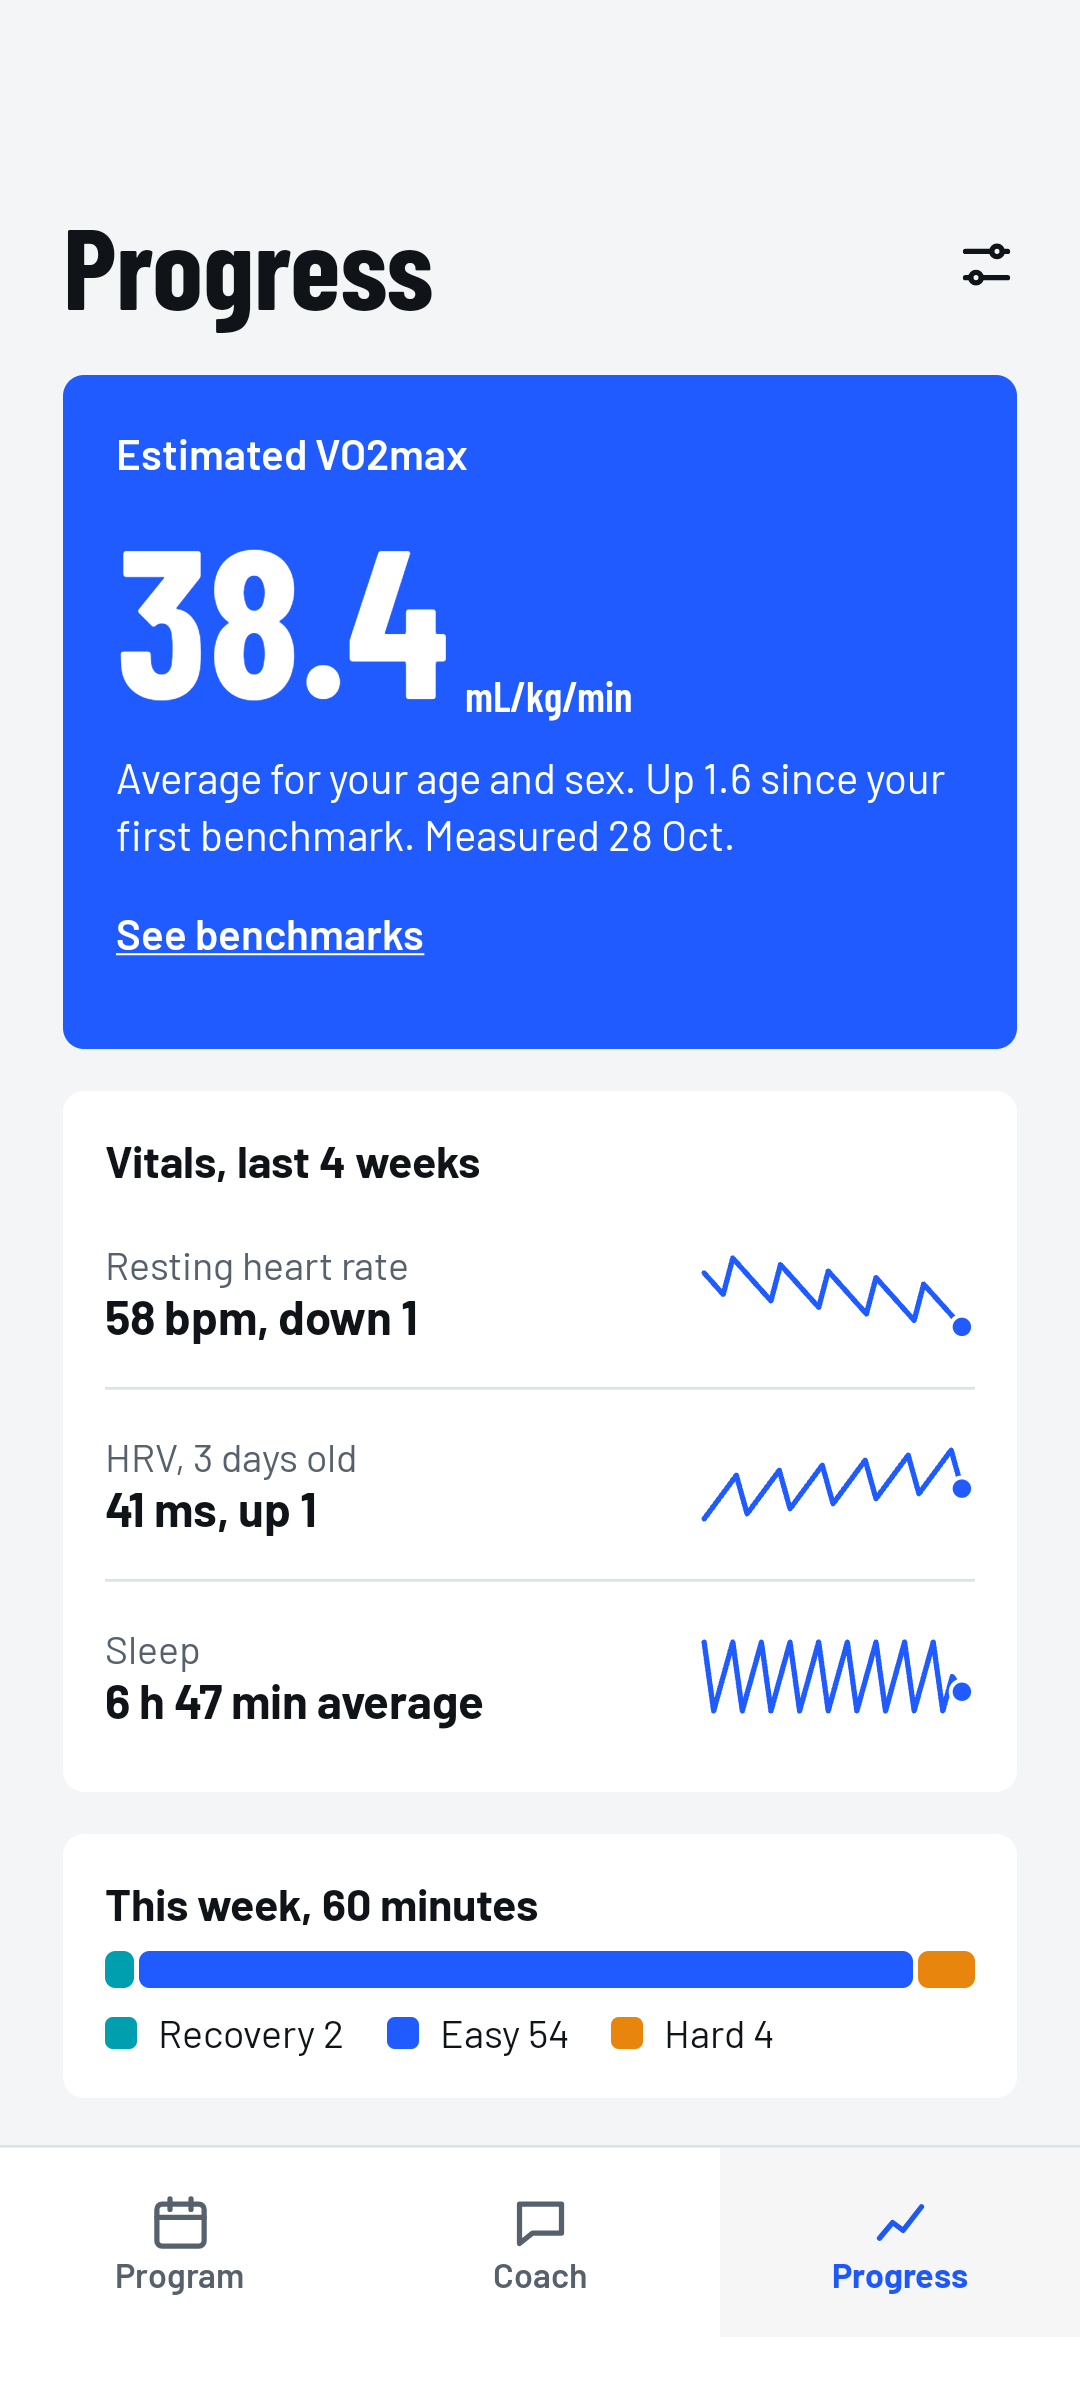 Progress
Estimated VO2max
38.4 mL/kg/min
Average for your age and sex. Up 1.6 since your
first benchmark. Measured 28 Oct.
See benchmarks
Vitals, last 4 weeks
Resting heart rate
58 bpm, down 1
HRV, 3 days old
41 ms, up 1
Sleep
6 h 47 min average
This week, 60 minutes
Recovery 2 Easy 54 Hard 4
Program Coach Progress